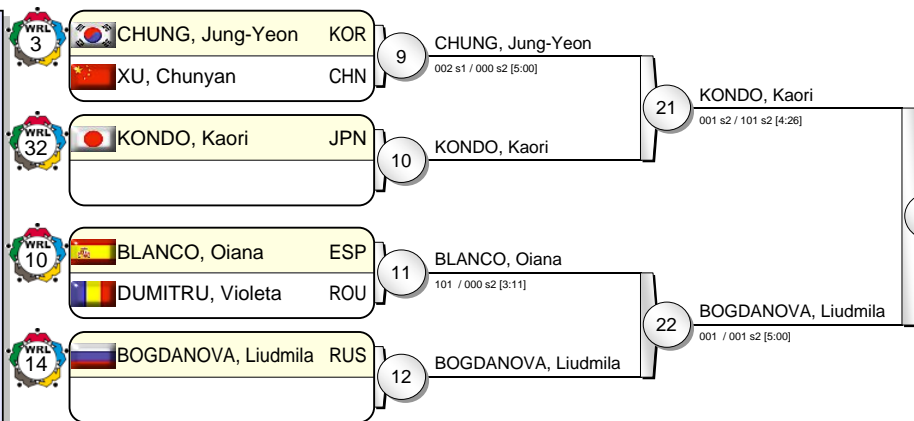 WRL 3 CHUNG, Jung-Yeon KOR
XU, Chunyan CHN
9
CHUNG, Jung-Yeon
002 s1 / 000 s2 [5:00]
WRL 32 KONDO, Kaori JPN
10
KONDO, Kaori
21
KONDO, Kaori
001 s2 / 101 s2 [4:26]
WRL 10 BLANCO, Oiana ESP
DUMITRU, Violeta ROU
11
BLANCO, Oiana
101 / 000 s2 [3:11]
WRL 14 BOGDANOVA, Liudmila RUS
12
BOGDANOVA, Liudmila
22
BOGDANOVA, Liudmila
001 / 001 s2 [5:00]